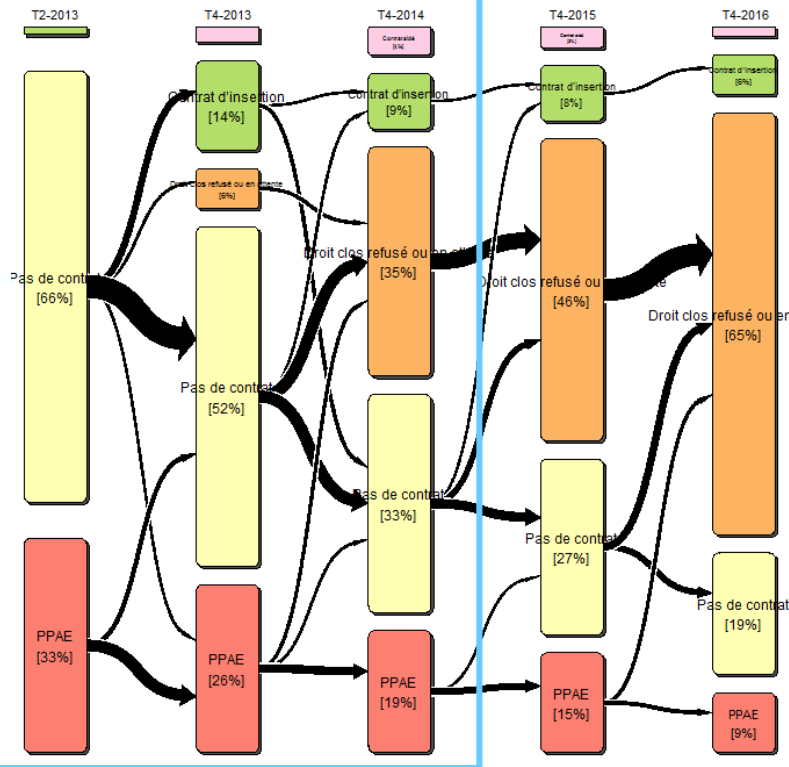 T2-2013
T4-2013
T4-2014
T4-2015
T4-2016
Pas de contrat
[66%]
PPAE
[33%]
Contrat d'insertion
[14%]
Droit clos refusé ou en attente
[6%]
Pas de contrat
[52%]
PPAE
[26%]
Contrat d'insertion
[9%]
Droit clos refusé ou en
[35%]
Pas de contrat
[33%]
PPAE
[19%]
Contrat d'insertion
[8%]
Droit clos refusé ou
[46%]
Pas de contrat
[27%]
PPAE
[15%]
Contrat d'insertion
[6%]
Droit clos refusé ou en
[65%]
Pas de contrat
[19%]
PPAE
[9%]